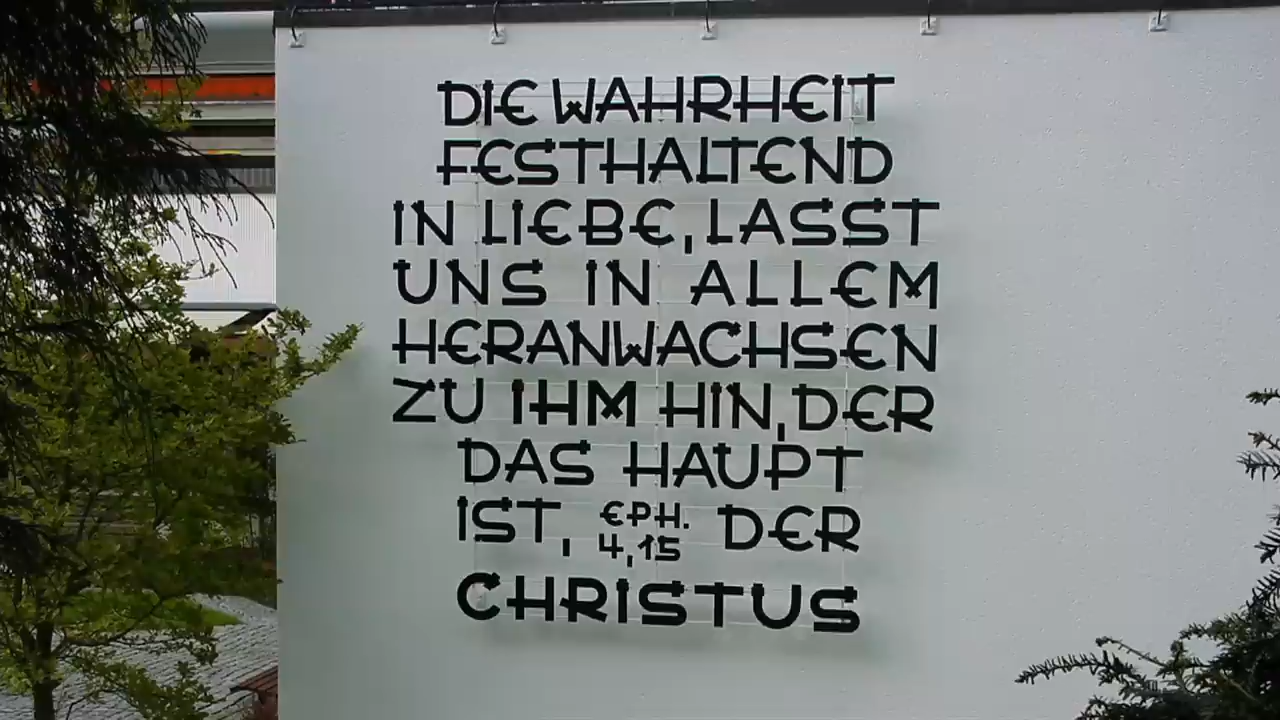 DIE WAHRHEIT
FESTHALTEND
IN LIEBE, LASST
UNS IN ALLEM
HERANWACHSEN
ZU IHM HIN, DER
DAS HAUPT
IST, EPH. 4,15 DER
CHRISTUS